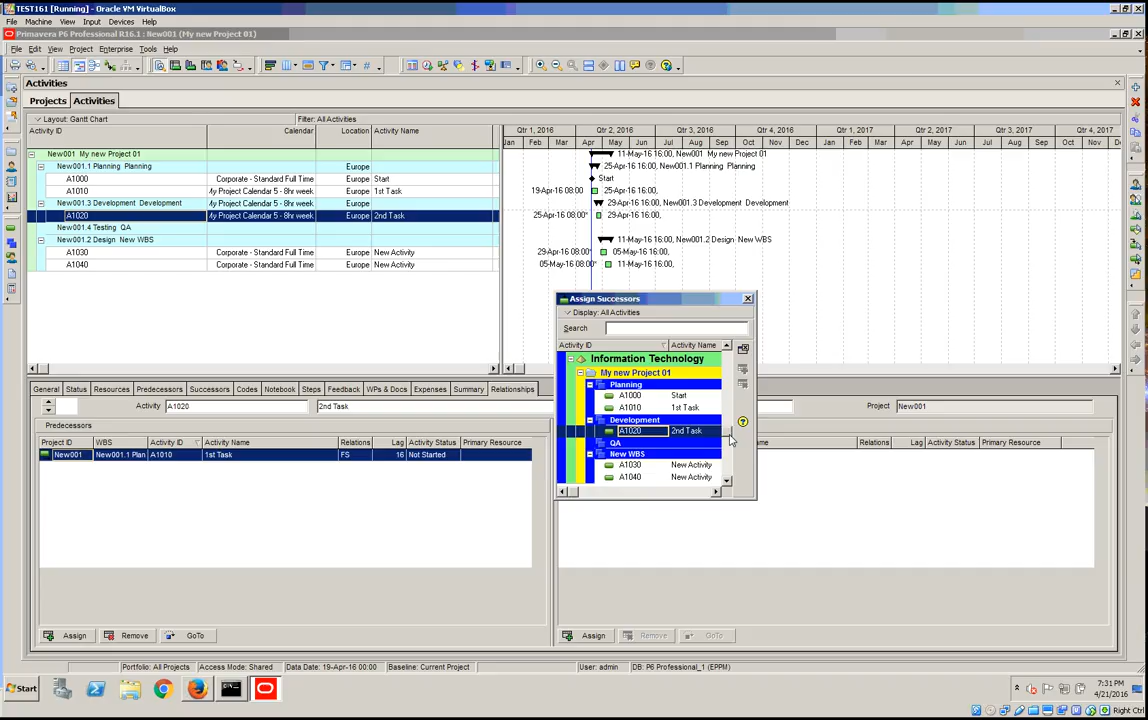 TEST161 [Running] - Oracle VM VirtualBox
File Machine View Input Devices Help
Primavera P6 Professional R16.1 : New001 (My new Project 01)
File Edit View Project Enterprise Tools Help
Activities
Projects Activities
Layout: Gantt Chart Filter: All Activities
Activity ID Calendar Location Activity Name
Qtr 1, 2016 Qtr 2, 2016 Qtr 3, 2016 Qtr 4, 2016 Qtr 1, 2017 Qtr 2, 2017 Qtr 3, 2017 Qtr 4, 2017
Jan Feb Mar Apr May Jun Jul Aug Sep Oct Nov Dec Jan Feb Mar Apr May Jun Jul Aug Sep Oct Nov Dec
New001 My new Project 01 Europe 11-May-16 16:00, New001 My new Project 01
New001.1 Planning Planning Europe 25-Apr-16 16:00, New001.1 Planning Planning
A1000 Corporate - Standard Full Time Europe Start Start
A1010 My Project Calendar 5 - 8hr week Europe 1st Task 19-Apr-16 08:00 25-Apr-16 16:00,
New001.3 Development Development Europe 29-Apr-16 16:00, New001.3 Development Development
A1020 My Project Calendar 5 - 8hr week Europe 2nd Task 25-Apr-16 08:00* 29-Apr-16 16:00,
New001.4 Testing QA
New001.2 Design New WBS Europe 11-May-16 16:00, New001.2 Design New WBS
A1030 Corporate - Standard Full Time Europe New Activity 29-Apr-16 08:00* 05-May-16 16:00,
A1040 Corporate - Standard Full Time Europe New Activity 05-May-16 08:00* 11-May-16 16:00,
Assign Successors
Display: All Activities
Search
Activity ID Activity Name
Information Technology
My new Project 01
Planning
A1000 Start
A1010 1st Task
Development
A1020 2nd Task
QA
New WBS
A1030 New Activity
A1040 New Activity
General Status Resources Predecessors Successors Codes Notebook Steps Feedback WPs & Docs Expenses Summary Relationships
Activity A1020 2nd Task Project New001
Predecessors
Project ID WBS Activity ID Activity Name Relations Lag Activity Status Primary Resource
Relations Lag Activity Status Primary Resource
New001 New001.1 Plan A1010 1st Task FS 16 Not Started
Assign Remove GoTo
Assign Remove GoTo
Portfolio: All Projects Access Mode: Shared Data Date: 19-Apr-16 00:00 Baseline: Current Project User: admin DB: P6 Professional_1 (EPPM)
Start
7:31 PM
4/21/2016
Right Ctrl